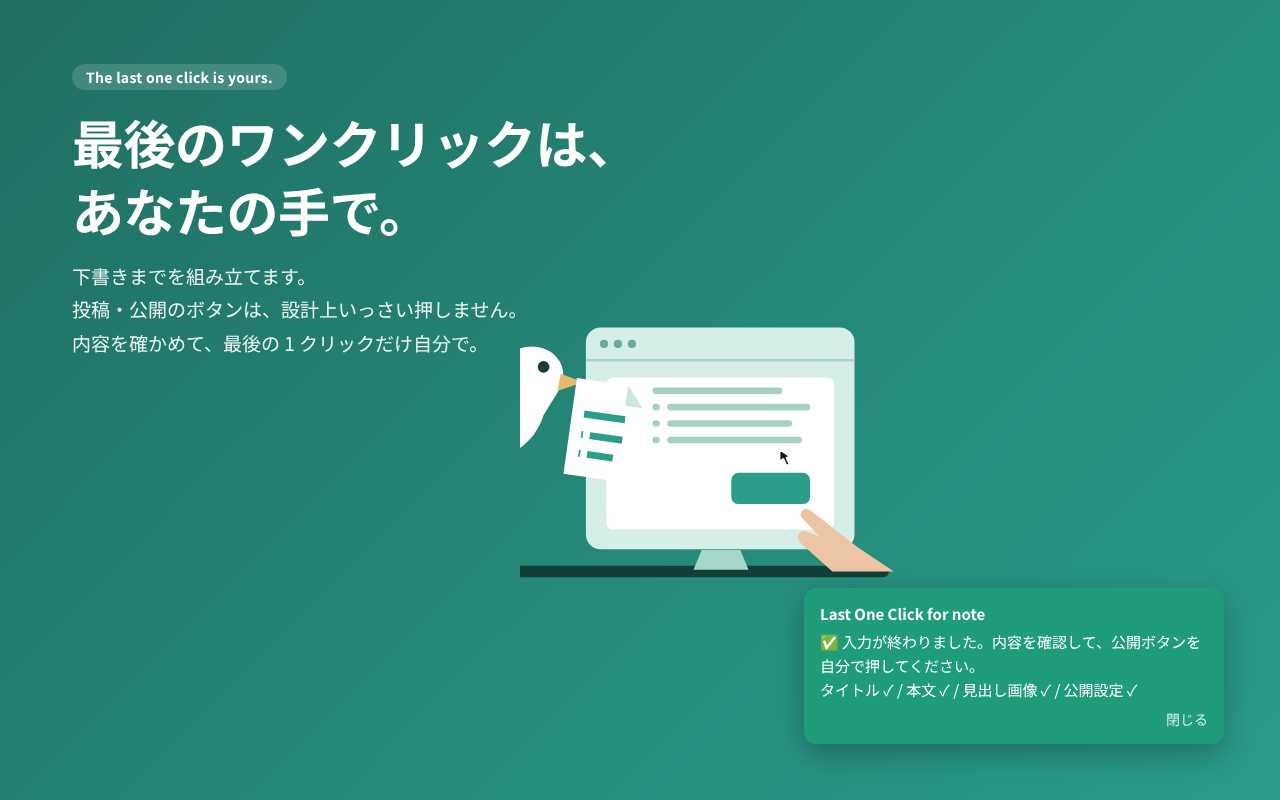 The last one click is yours.
最後のワンクリックは、
あなたの手で。
下書きまでを組み立てます。
投稿・公開のボタンは、設計上いっさい押しません。
内容を確かめて、最後の 1 クリックだけ自分で。
Last One Click for note
✅ 入力が終わりました。内容を確認して、公開ボタンを
自分で押してください。
タイトル ✓ / 本文 ✓ / 見出し画像 ✓ / 公開設定 ✓
閉じる